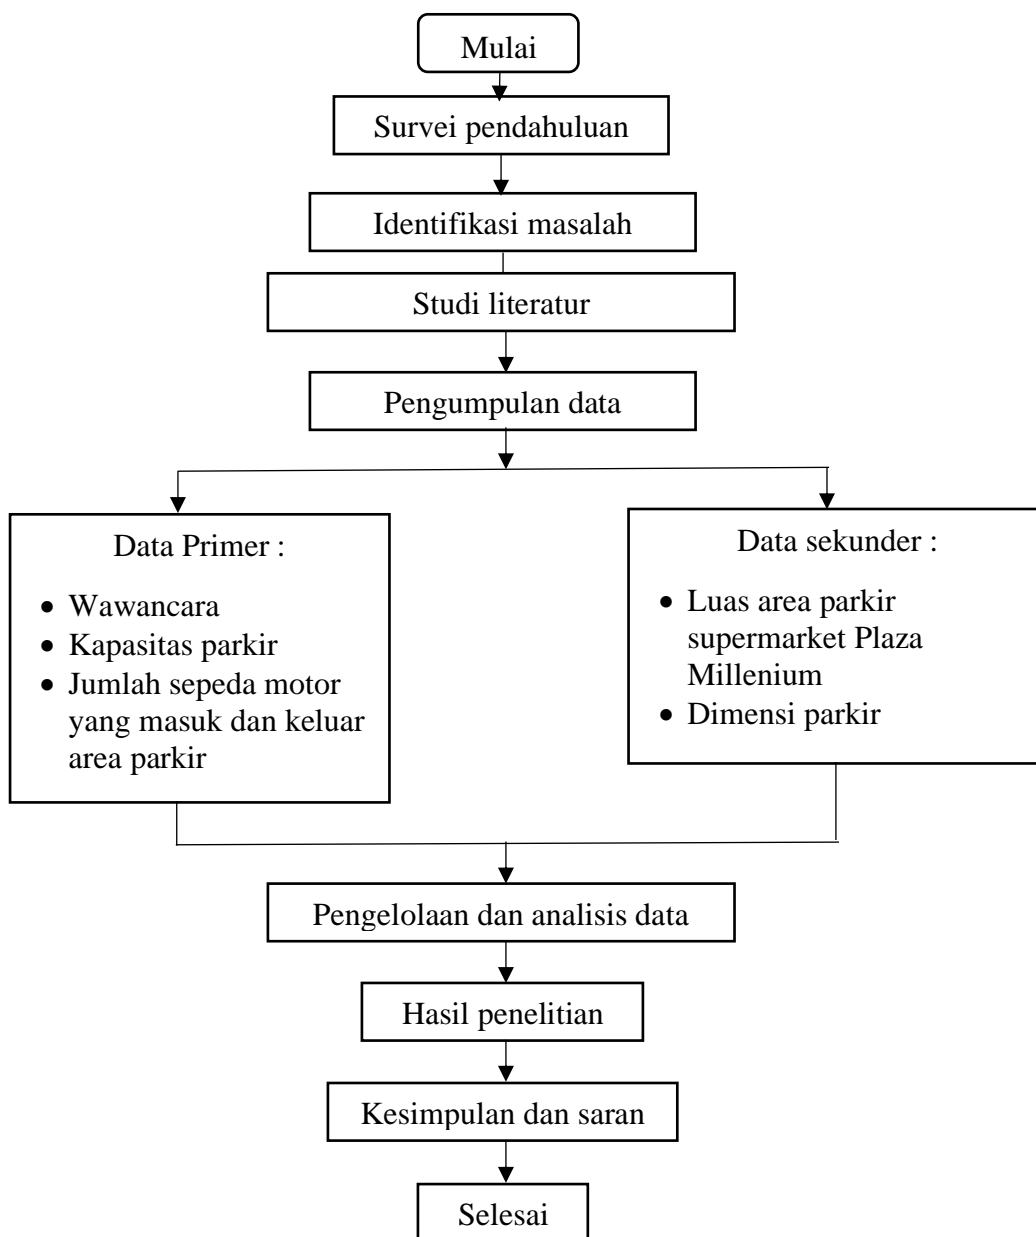 Mulai
Survei pendahuluan
Identifikasi masalah
Studi literatur
Pengumpulan data
Data Primer :
• Wawancara
• Kapasitas parkir
• Jumlah sepeda motor
yang masuk dan keluar
area parkir
Data sekunder :
• Luas area parkir
supermarket Plaza
Millenium
• Dimensi parkir
Pengelolaan dan analisis data
Hasil penelitian
Kesimpulan dan saran
Selesai